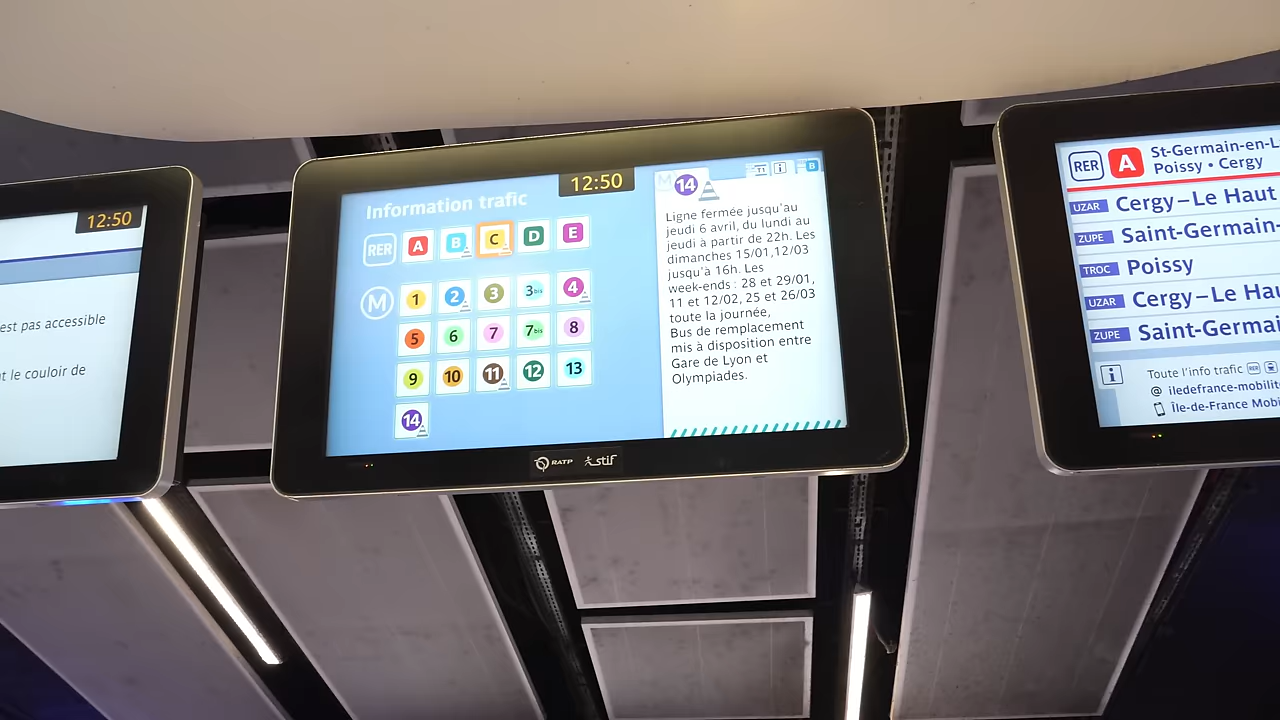 12:50
est pas accessible
t le couloir de
Information trafic
12:50
RER A B C D E
M 1 2 3 3bis 4
5 6 7 7bis 8
9 10 11 12 13
14
M 14
Ligne fermée jusqu'au
jeudi 6 avril, du lundi au
jeudi à partir de 22h. Les
dimanches 15/01,12/03
jusqu'à 16h. Les
week-ends : 28 et 29/01,
11 et 12/02, 25 et 26/03
toute la journée,
Bus de remplacement
mis à disposition entre
Gare de Lyon et
Olympiades.
RATP stif
RER A St-Germain-en-L
Poissy • Cergy
UZAR Cergy–Le Haut
ZUPE Saint-Germain-
TROC Poissy
UZAR Cergy–Le Hau
ZUPE Saint-Germai
i Toute l'info trafic RER
@ iledefrance-mobilit
Île-de-France Mobi